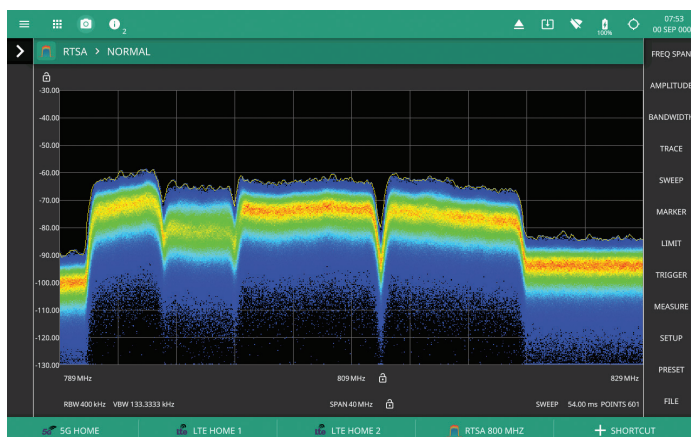 2
100%
07:53
00 SEP 000
RTSA > NORMAL
FREQ SPAN
AMPLITUDE
BANDWIDTH
TRACE
SWEEP
MARKER
LIMIT
TRIGGER
MEASURE
SETUP
PRESET
FILE
-30.00
-40.00
-50.00
-60.00
-70.00
-80.00
-90.00
-100.00
-110.00
-120.00
-130.00
789 MHz
809 MHz
829 MHz
RBW 400 kHz VBW 133.3333 kHz
SPAN 40 MHz
SWEEP 54.00 ms POINTS 601
5G 5G HOME
LTE LTE HOME 1
LTE LTE HOME 2
RTSA 800 MHZ
+ SHORTCUT